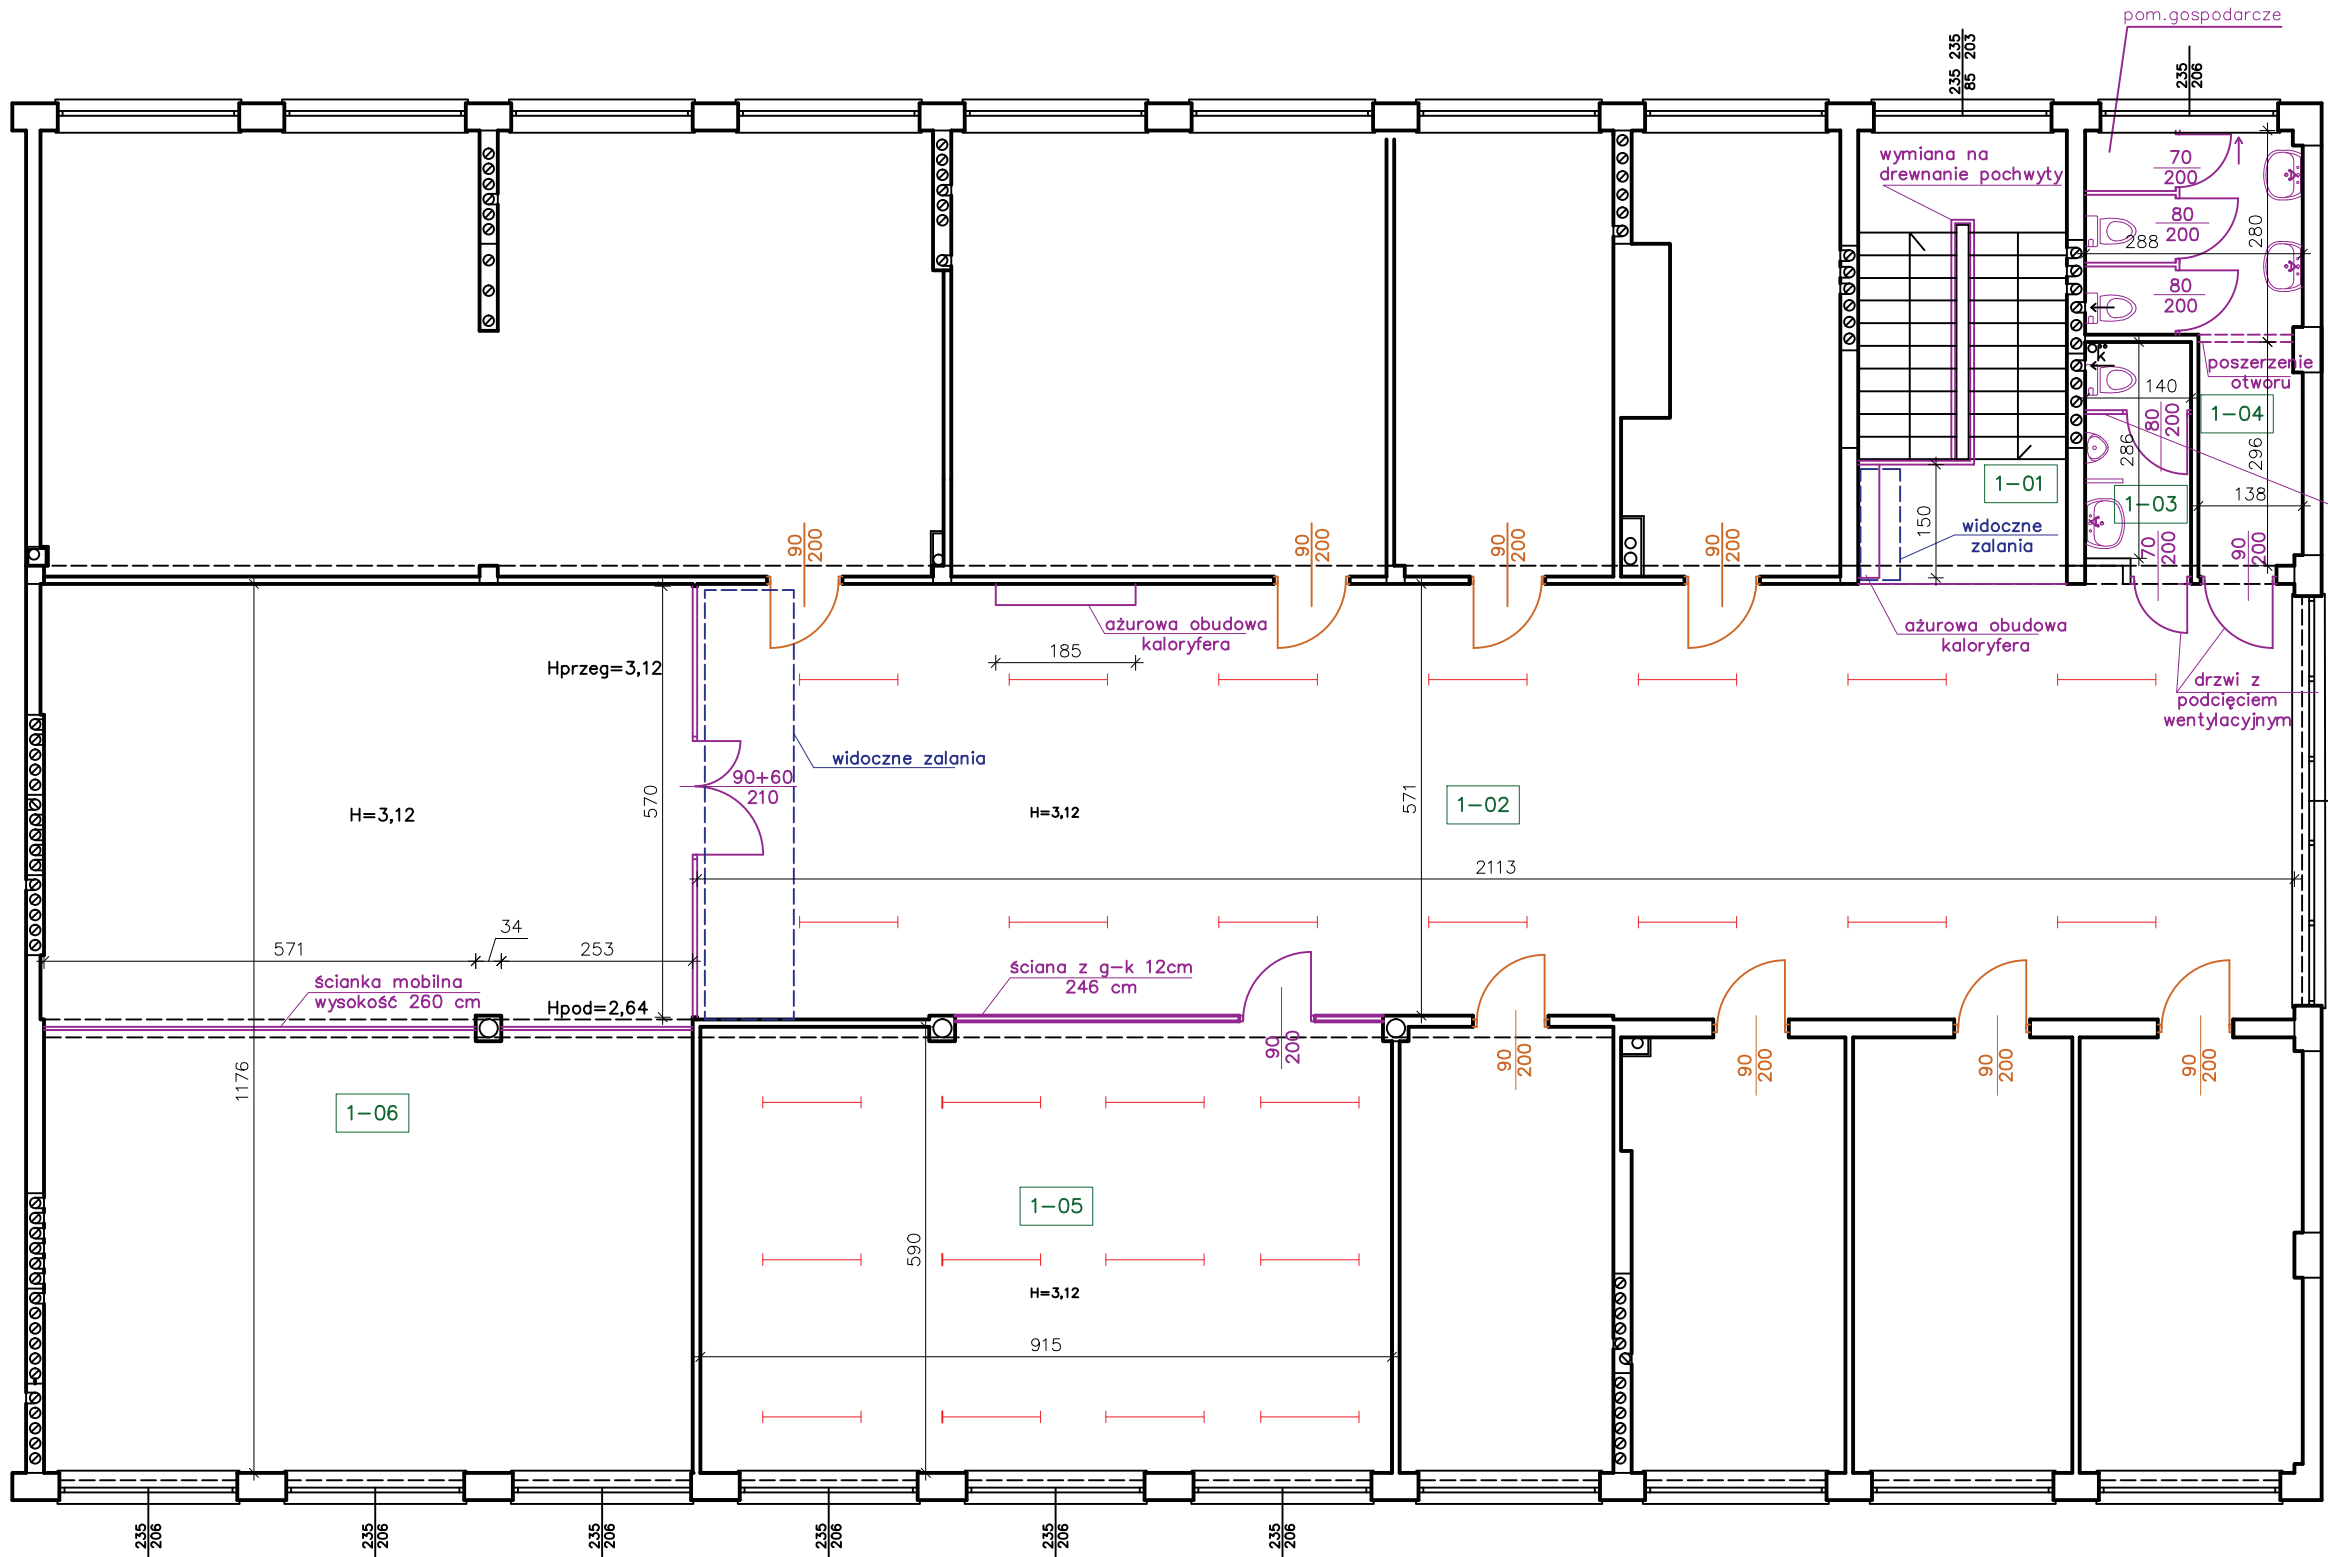 pom.gospodarcze
235 235
85 203
235
206
wymiana na
drewnanie pochwyty
70
200
80
200
288
280
80
200
k
poszerzenie
otworu
140
1-04
80
200
286
296
1-01
1-03
138
150
widoczne
zalania
70
200
90
200
90
200
90
200
90
200
90
200
ażurowa obudowa
kaloryfera
185
ażurowa obudowa
kaloryfera
drzwi z
podcięciem
wentylacyjnym
Hprzeg=3,12
widoczne zalania
90+60
210
570
H=3,12
H=3,12
571
1-02
2113
571
34
253
ścianka mobilna
wysokość 260 cm
Hpod=2,64
ściana z g-k 12cm
246 cm
90
200
90
200
90
200
90
200
90
200
1176
1-06
1-05
590
H=3,12
915
235
206
235
206
235
206
235
206
235
206
235
206